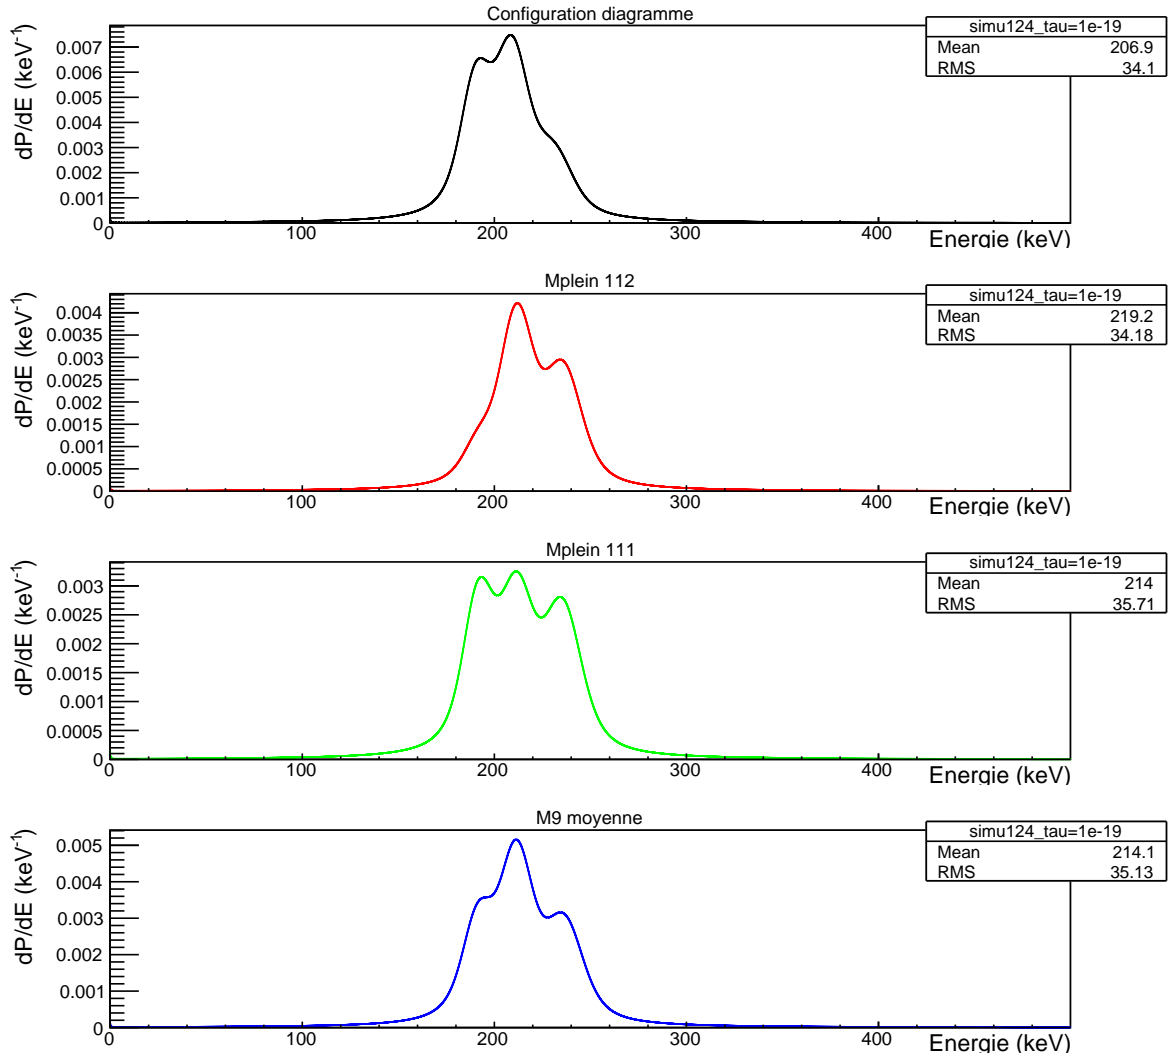 Configuration diagramme
simu124_tau=1e-19
Mean 206.9
RMS 34.1
dP/dE (keV⁻¹)
0.007
0.006
0.005
0.004
0.003
0.002
0.001
0
0 100 200 300 400
Energie (keV)
Mplein 112
simu124_tau=1e-19
Mean 219.2
RMS 34.18
dP/dE (keV⁻¹)
0.004
0.0035
0.003
0.0025
0.002
0.0015
0.001
0.0005
0
0 100 200 300 400
Energie (keV)
Mplein 111
simu124_tau=1e-19
Mean 214
RMS 35.71
dP/dE (keV⁻¹)
0.003
0.0025
0.002
0.0015
0.001
0.0005
0
0 100 200 300 400
Energie (keV)
M9 moyenne
simu124_tau=1e-19
Mean 214.1
RMS 35.13
dP/dE (keV⁻¹)
0.005
0.004
0.003
0.002
0.001
0
0 100 200 300 400
Energie (keV)